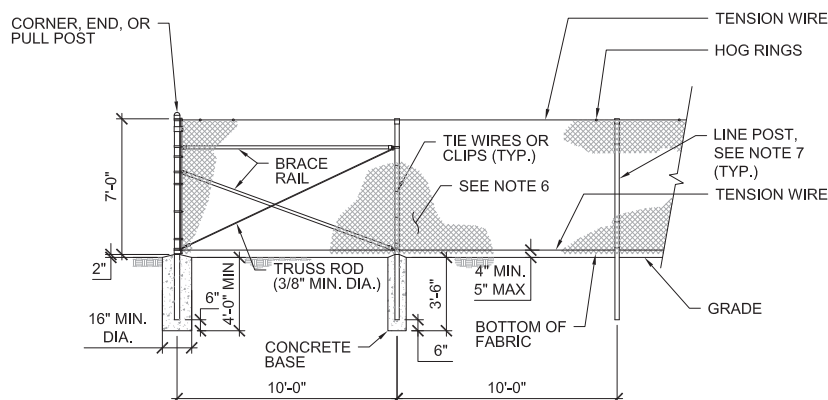 CORNER, END, OR
PULL POST
TENSION WIRE
HOG RINGS
LINE POST,
SEE NOTE 7
(TYP.)
TENSION WIRE
TIE WIRES OR
CLIPS (TYP.)
BRACE
RAIL
SEE NOTE 6
7'-0"
2"
TRUSS ROD
(3/8" MIN. DIA.)
4" MIN.
5" MAX
GRADE
6"
4'-0" MIN
3'-6"
16" MIN.
DIA.
BOTTOM OF
FABRIC
CONCRETE
BASE
6"
10'-0"
10'-0"